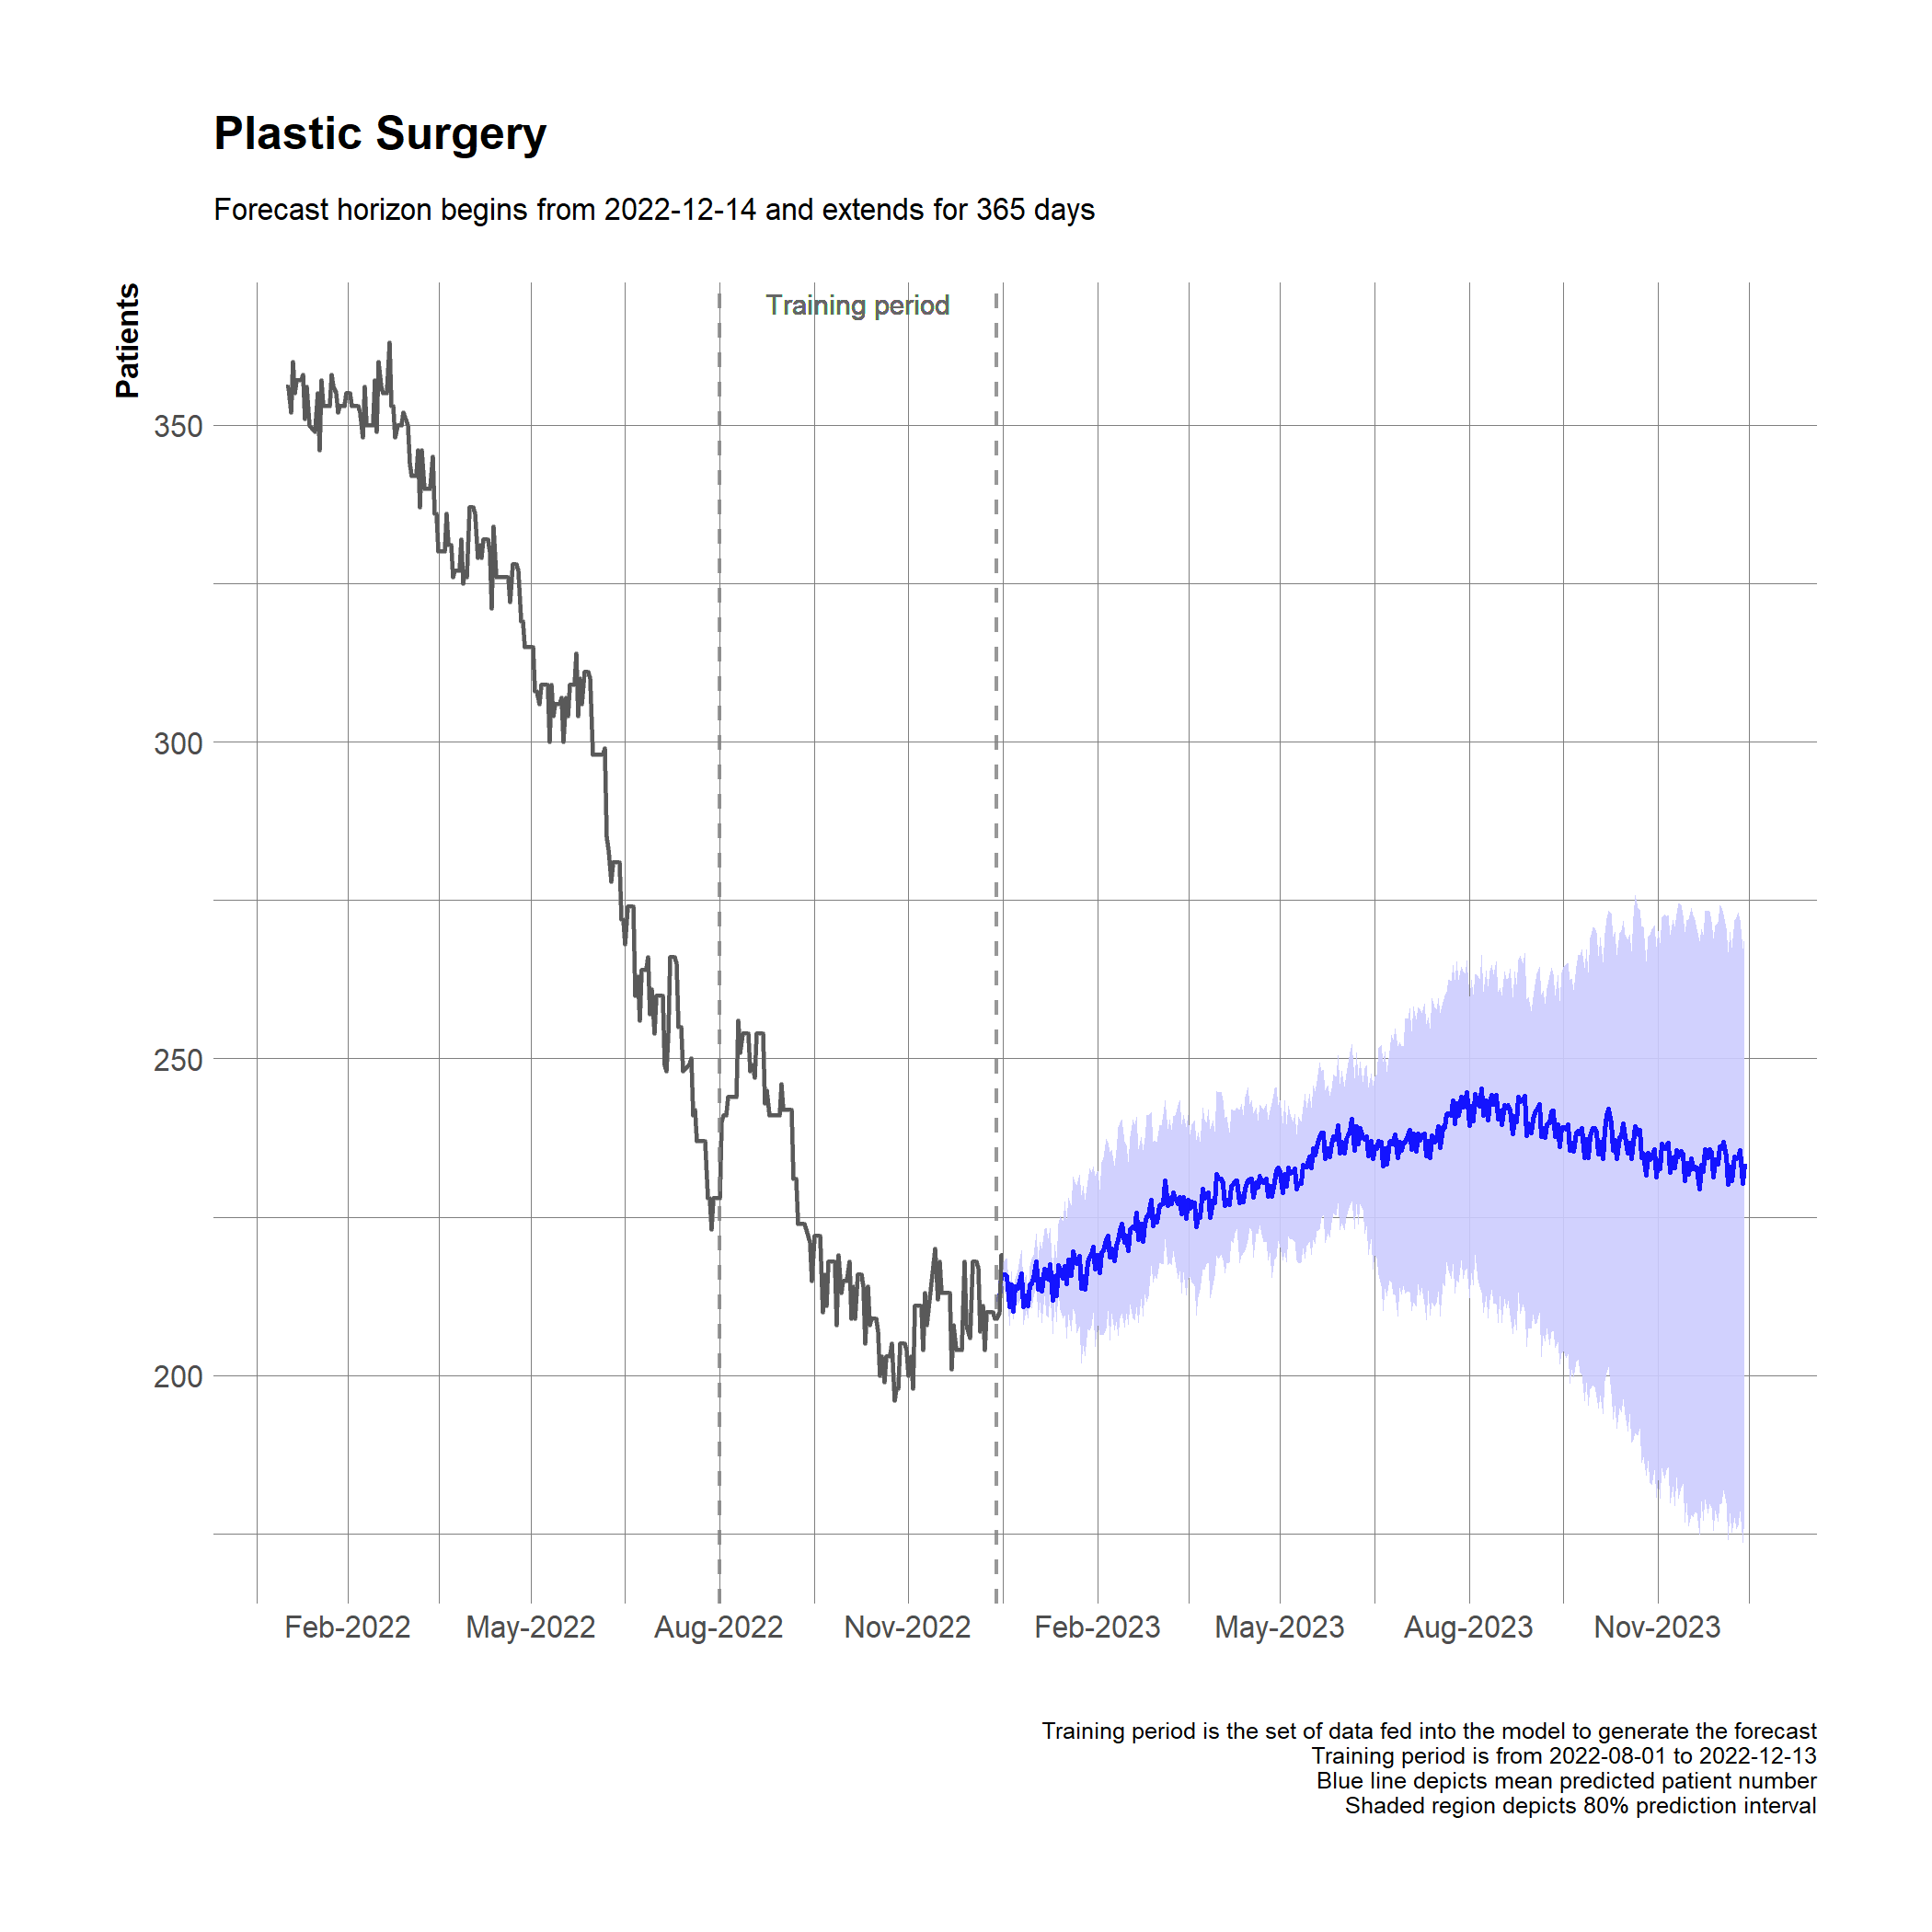 Plastic Surgery
Forecast horizon begins from 2022-12-14 and extends for 365 days
Patients
Training period
350
300
250
200
Feb-2022 May-2022 Aug-2022 Nov-2022 Feb-2023 May-2023 Aug-2023 Nov-2023
Training period is the set of data fed into the model to generate the forecast
Training period is from 2022-08-01 to 2022-12-13
Blue line depicts mean predicted patient number
Shaded region depicts 80% prediction interval